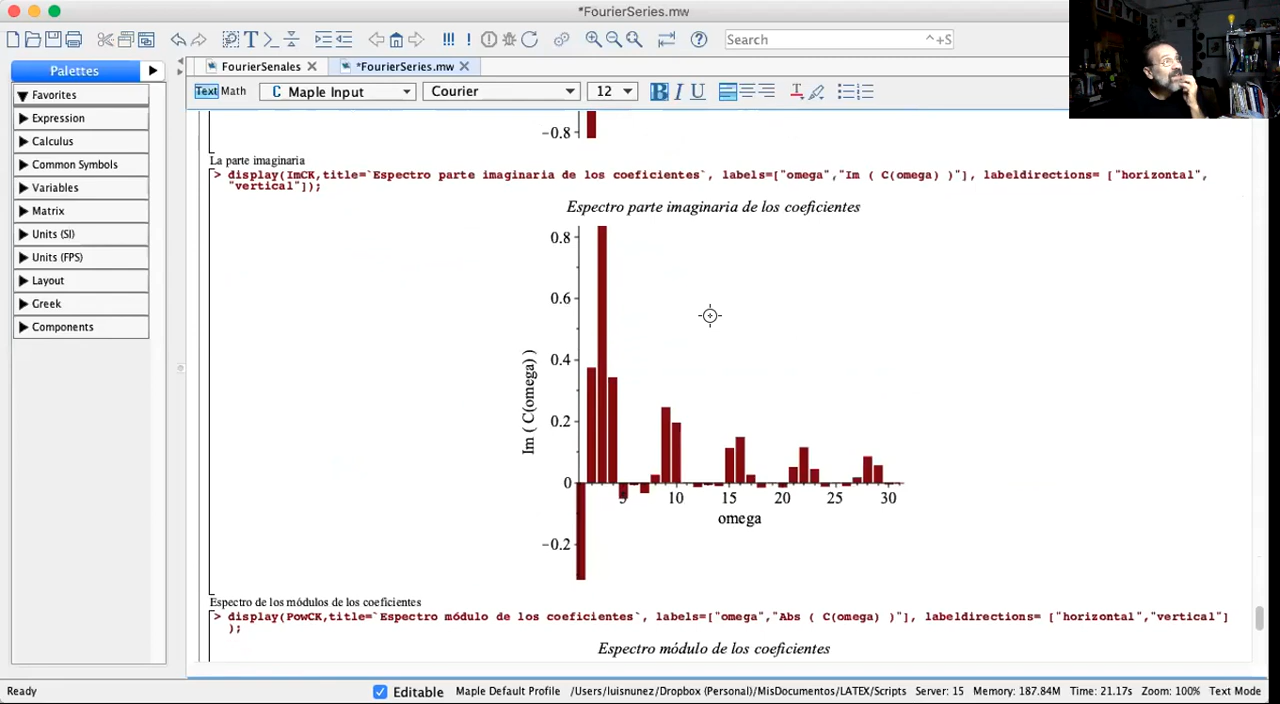 *FourierSeries.mw
Search
^+S
Palettes
FourierSenales
*FourierSeries.mw
Favorites
Text Math
C Maple Input
Courier
12
B I U
Expression
Calculus
Common Symbols
Variables
Matrix
Units (SI)
Units (FPS)
Layout
Greek
Components
-0.8
La parte imaginaria
> display(ImCK,title=`Espectro parte imaginaria de los coeficientes`, labels=["omega","Im ( C(omega) )"], labeldirections= ["horizontal",
"vertical"]);
Espectro parte imaginaria de los coeficientes
0.8
0.6
0.4
0.2
0
-0.2
Im ( C(omega) )
5 10 15 20 25 30
omega
Espectro de los módulos de los coeficientes
> display(PowCK,title=`Espectro módulo de los coeficientes`, labels=["omega","Abs ( C(omega) )"], labeldirections= ["horizontal","vertical"]
);
Espectro módulo de los coeficientes
Ready
Editable
Maple Default Profile
/Users/luisnunez/Dropbox (Personal)/MisDocumentos/LATEX/Scripts
Server: 15
Memory: 187.84M
Time: 21.17s
Zoom: 100%
Text Mode